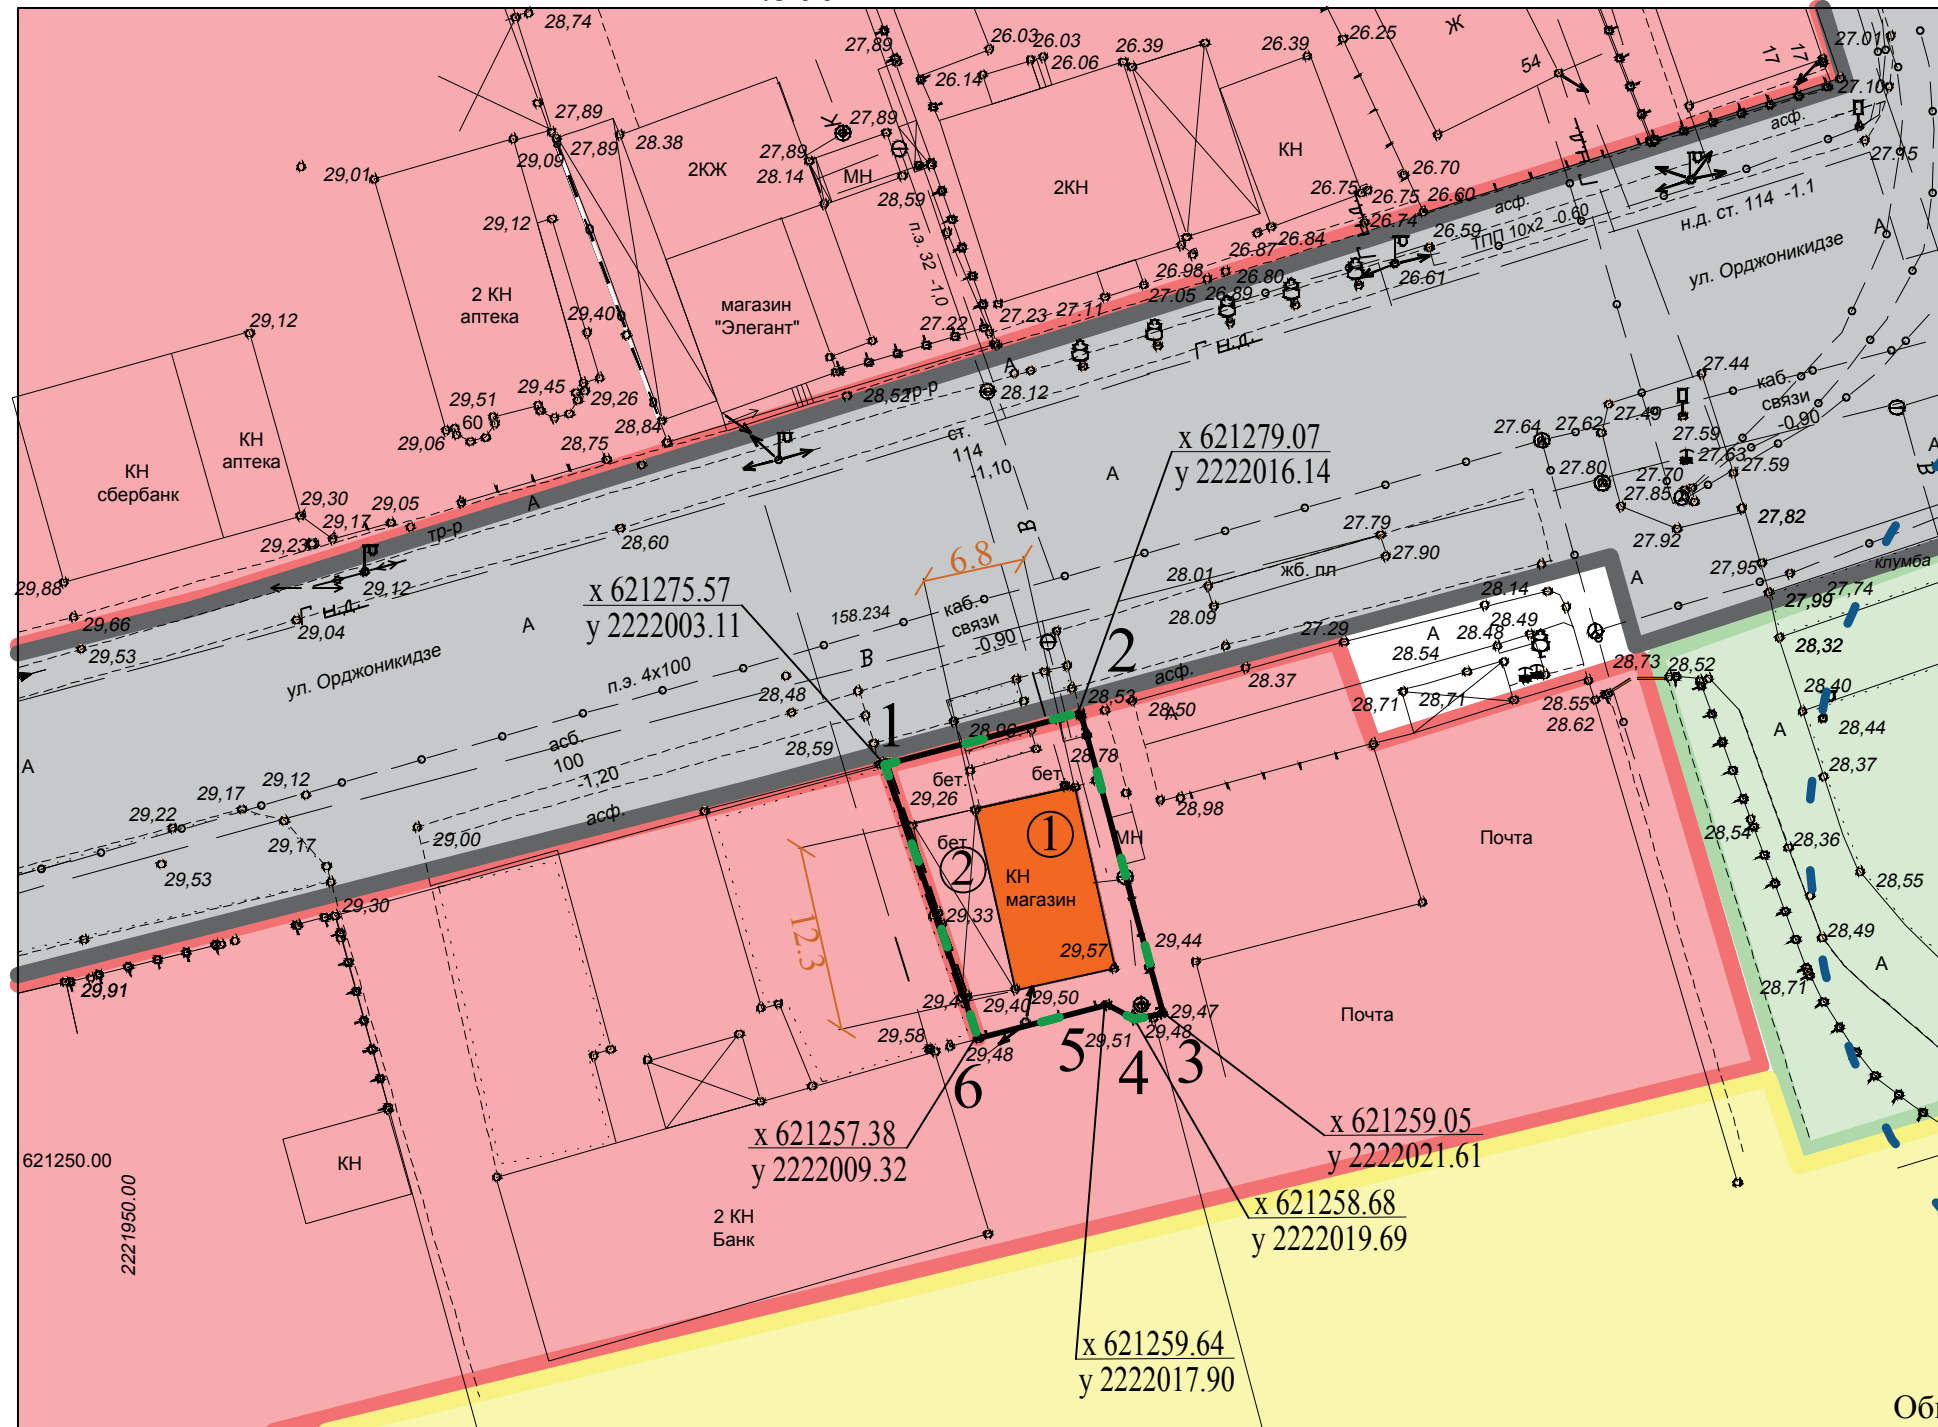 28,74
27,89
26.03
26.03
26.06
26.14
26.39
26.39
26.25
Ж
54
17
17
27.01
27.10
асф.
27.15
29,01
27,89
29,09
27,89
28.38
2КЖ
К
27,89
27,89
28.14
МН
28,59
2КН
КН
26.70
26.75
26.75
26.60
26.74
асф.
26.59
ТПП 10х2 -0.60
н.д. ст. 114 -1.1
А
ул. Орджоникидзе
29,12
2 КН
аптека
29,40
магазин
"Элегант"
п.э. 32 -1,0
26.87
26.84
26.98
26.80
26.89
26.61
27.05
27.11
27.23
27.22
Г н.д.
29,12
29,51
60
29,45
29,26
29,06
28,75
28,84
28,52
тр-р
А
28.12
27.44
каб.
связи
-0,90
27.49
27.62
27.64
27.59
27.63
27.59
27.70
27.80
27.85
27.92
27,82
А
В
КН
аптека
КН
сбербанк
29,30
29,05
29,17
29,23
тр-р
А
ст.
114
-1,10
В
А
x 621279.07
y 2222016.14
27.79
27.90
жб. пл
28,60
29,88
29,12
29,66
Г н.д.
29,04
29,53
ул. Орджоникидзе
А
x 621275.57
y 2222003.11
6.8
158.234
каб.
связи
-0,90
В
п.э. 4х100
28.01
28.09
28.14
27,95
27,99
27,74
клумба
А
28,32
28.49
28.48
А
28.54
27.29
28.37
асф.
2
28,53
28,50
А
28,71
28,71
28.55
28.62
28,73
28,52
28,40
28,44
А
28,37
28,48
28,59
1
28,96
28.78
А
асб.
100
-1,20
асф.
29,12
29,17
29,22
29,17
29,00
29,53
29,30
29,91
бет.
бет.
29,26
бет.
1
2
КН
магазин
МН
28,98
Почта
28,54
28,36
28,55
28,49
А
28,71
12.3
29,33
29,57
29,44
29,40
29,50
29,47
29,48
29,51
29,58
29,48
Почта
5
4
3
6
x 621257.38
y 2222009.32
x 621259.05
y 2222021.61
x 621258.68
y 2222019.69
x 621259.64
y 2222017.90
621250.00
2221950.00
КН
2 КН
Банк